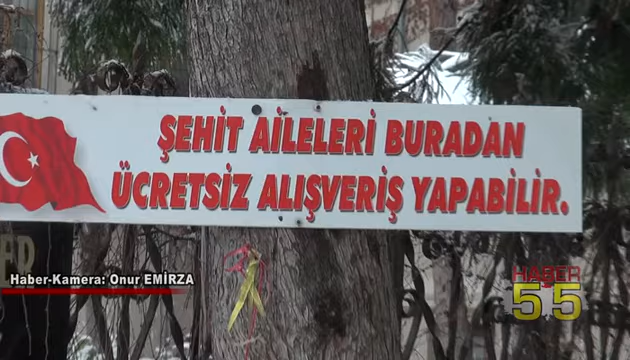 ŞEHİT AİLELERİ BURADAN
ÜCRETSİZ ALIŞVERİŞ YAPABİLİR.
Haber-Kamera: Onur EMİRZA
HABER
55